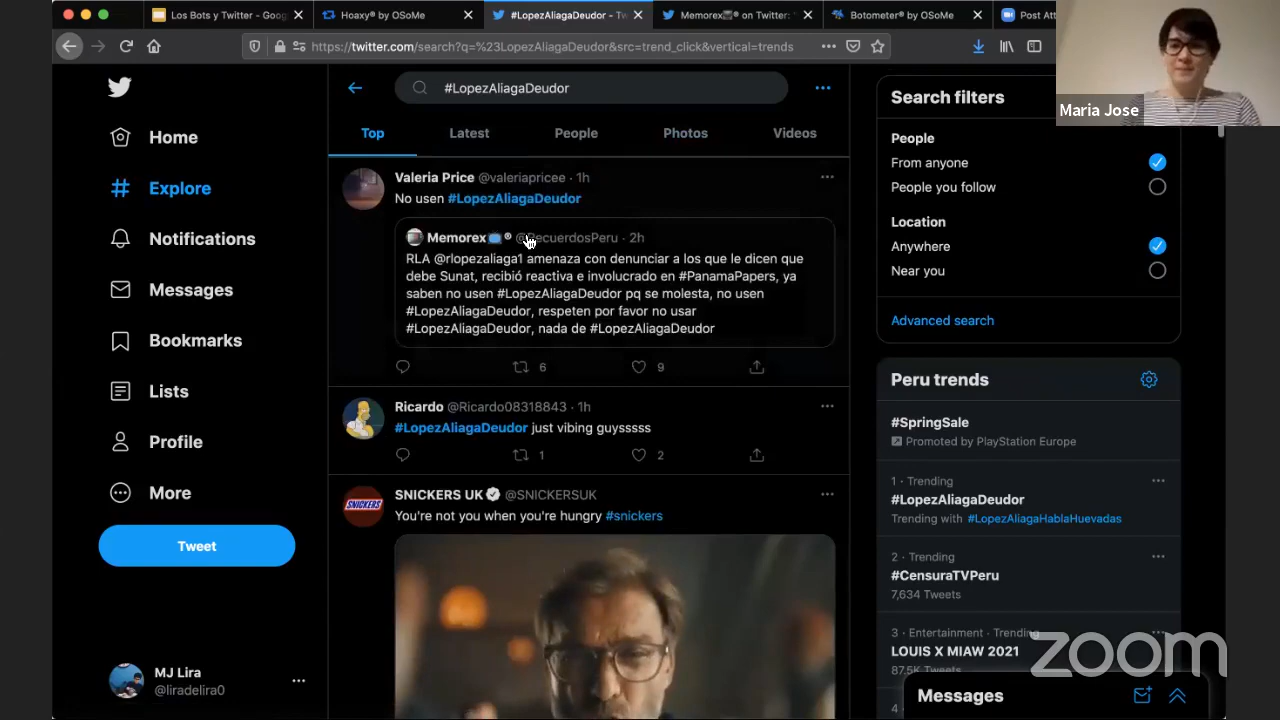 Los Bots y Twitter - Goog
Hoaxy® by OSoMe
#LopezAliagaDeudor - Tw
Memorex📺® on Twitter: "
Botometer® by OSoMe
Post Att
https://twitter.com/search?q=%23LopezAliagaDeudor&src=trend_click&vertical=trends
Maria Jose
Home
Explore
Notifications
Messages
Bookmarks
Lists
Profile
More
Tweet
MJ Lira
@liradelira0
#LopezAliagaDeudor
Top
Latest
People
Photos
Videos
Valeria Price @valeriapricee · 1h
No usen #LopezAliagaDeudor
Memorex📺® @RecuerdosPeru · 2h
RLA @rlopezaliaga1 amenaza con denunciar a los que le dicen que
debe Sunat, recibió reactiva e involucrado en #PanamaPapers, ya
saben no usen #LopezAliagaDeudor pq se molesta, no usen
#LopezAliagaDeudor, respeten por favor no usar
#LopezAliagaDeudor, nada de #LopezAliagaDeudor
6
9
Ricardo @Ricardo08318843 · 1h
#LopezAliagaDeudor just vibing guysssss
1
2
SNICKERS
SNICKERS UK @SNICKERSUK
You're not you when you're hungry #snickers
Search filters
People
From anyone
People you follow
Location
Anywhere
Near you
Advanced search
Peru trends
#SpringSale
Promoted by PlayStation Europe
1 · Trending
#LopezAliagaDeudor
Trending with #LopezAliagaHablaHuevadas
2 · Trending
#CensuraTVPeru
7,634 Tweets
3 · Entertainment · Trending
LOUIS X MIAW 2021
87.5K Tweets
4 ·
Messages
zoom